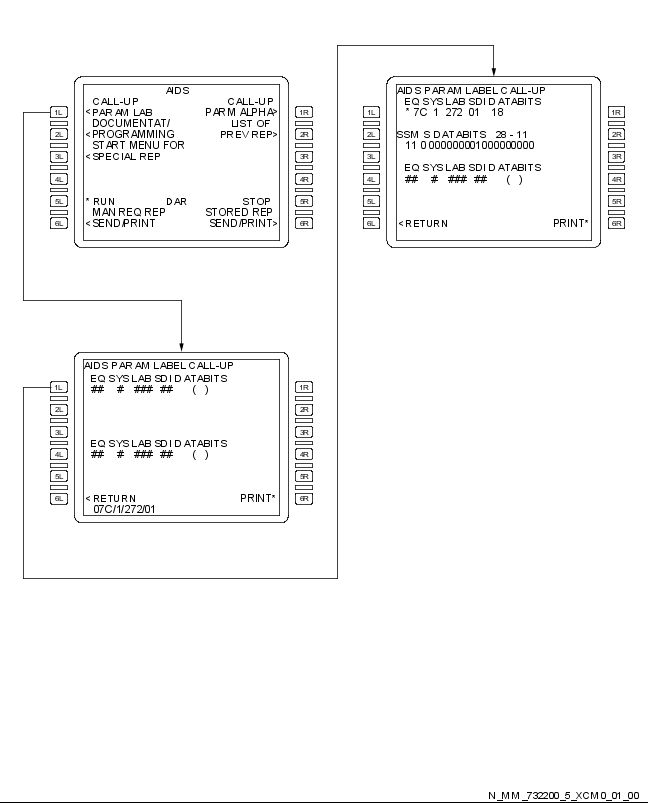 AIDS
CALL-UP CALL-UP
1L <PARAM LAB PARM ALPHA> 1R
DOCUMENTAT/ LIST OF
2L <PROGRAMMING PREV REP> 2R
START MENU FOR
3L <SPECIAL REP 3R
4L 4R
5L * RUN DAR STOP 5R
MAN REQ REP STORED REP
6L <SEND/PRINT SEND/PRINT> 6R
AIDS PARAM LABEL CALL-UP
EQ SYS LAB SDI DATABITS
1L * 7C 1 272 01 18 1R
2L SSM S DATABITS 28 - 11 2R
11 0 000000001000000000
3L 3R
EQ SYS LAB SDI DATABITS
4L ## # ### ## ( ) 4R
5L 5R
6L <RETURN PRINT* 6R
AIDS PARAM LABEL CALL-UP
EQ SYS LAB SDI DATABITS
1L ## # ### ## ( ) 1R
2L 2R
3L 3R
EQ SYS LAB SDI DATABITS
4L ## # ### ## ( ) 4R
5L 5R
6L <RETURN PRINT* 6R
07C/1/272/01
N_MM_732200_5_XCM0_01_00